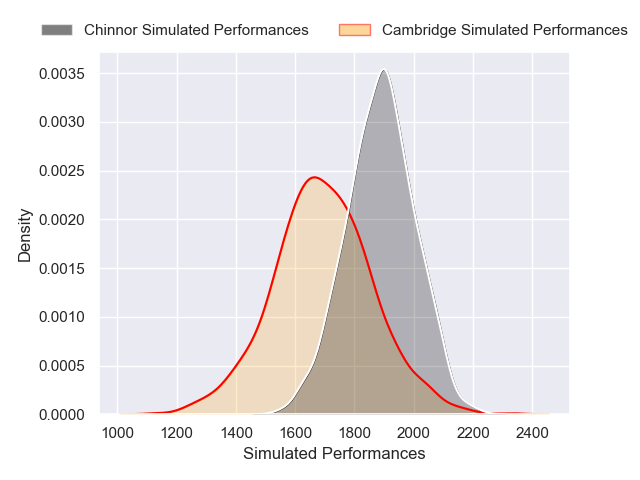 Chinnor Simulated Performances
Cambridge Simulated Performances
0.0035
0.0030
0.0025
0.0020
0.0015
0.0010
0.0005
0.0000
Density
1000 1200 1400 1600 1800 2000 2200 2400
Simulated Performances